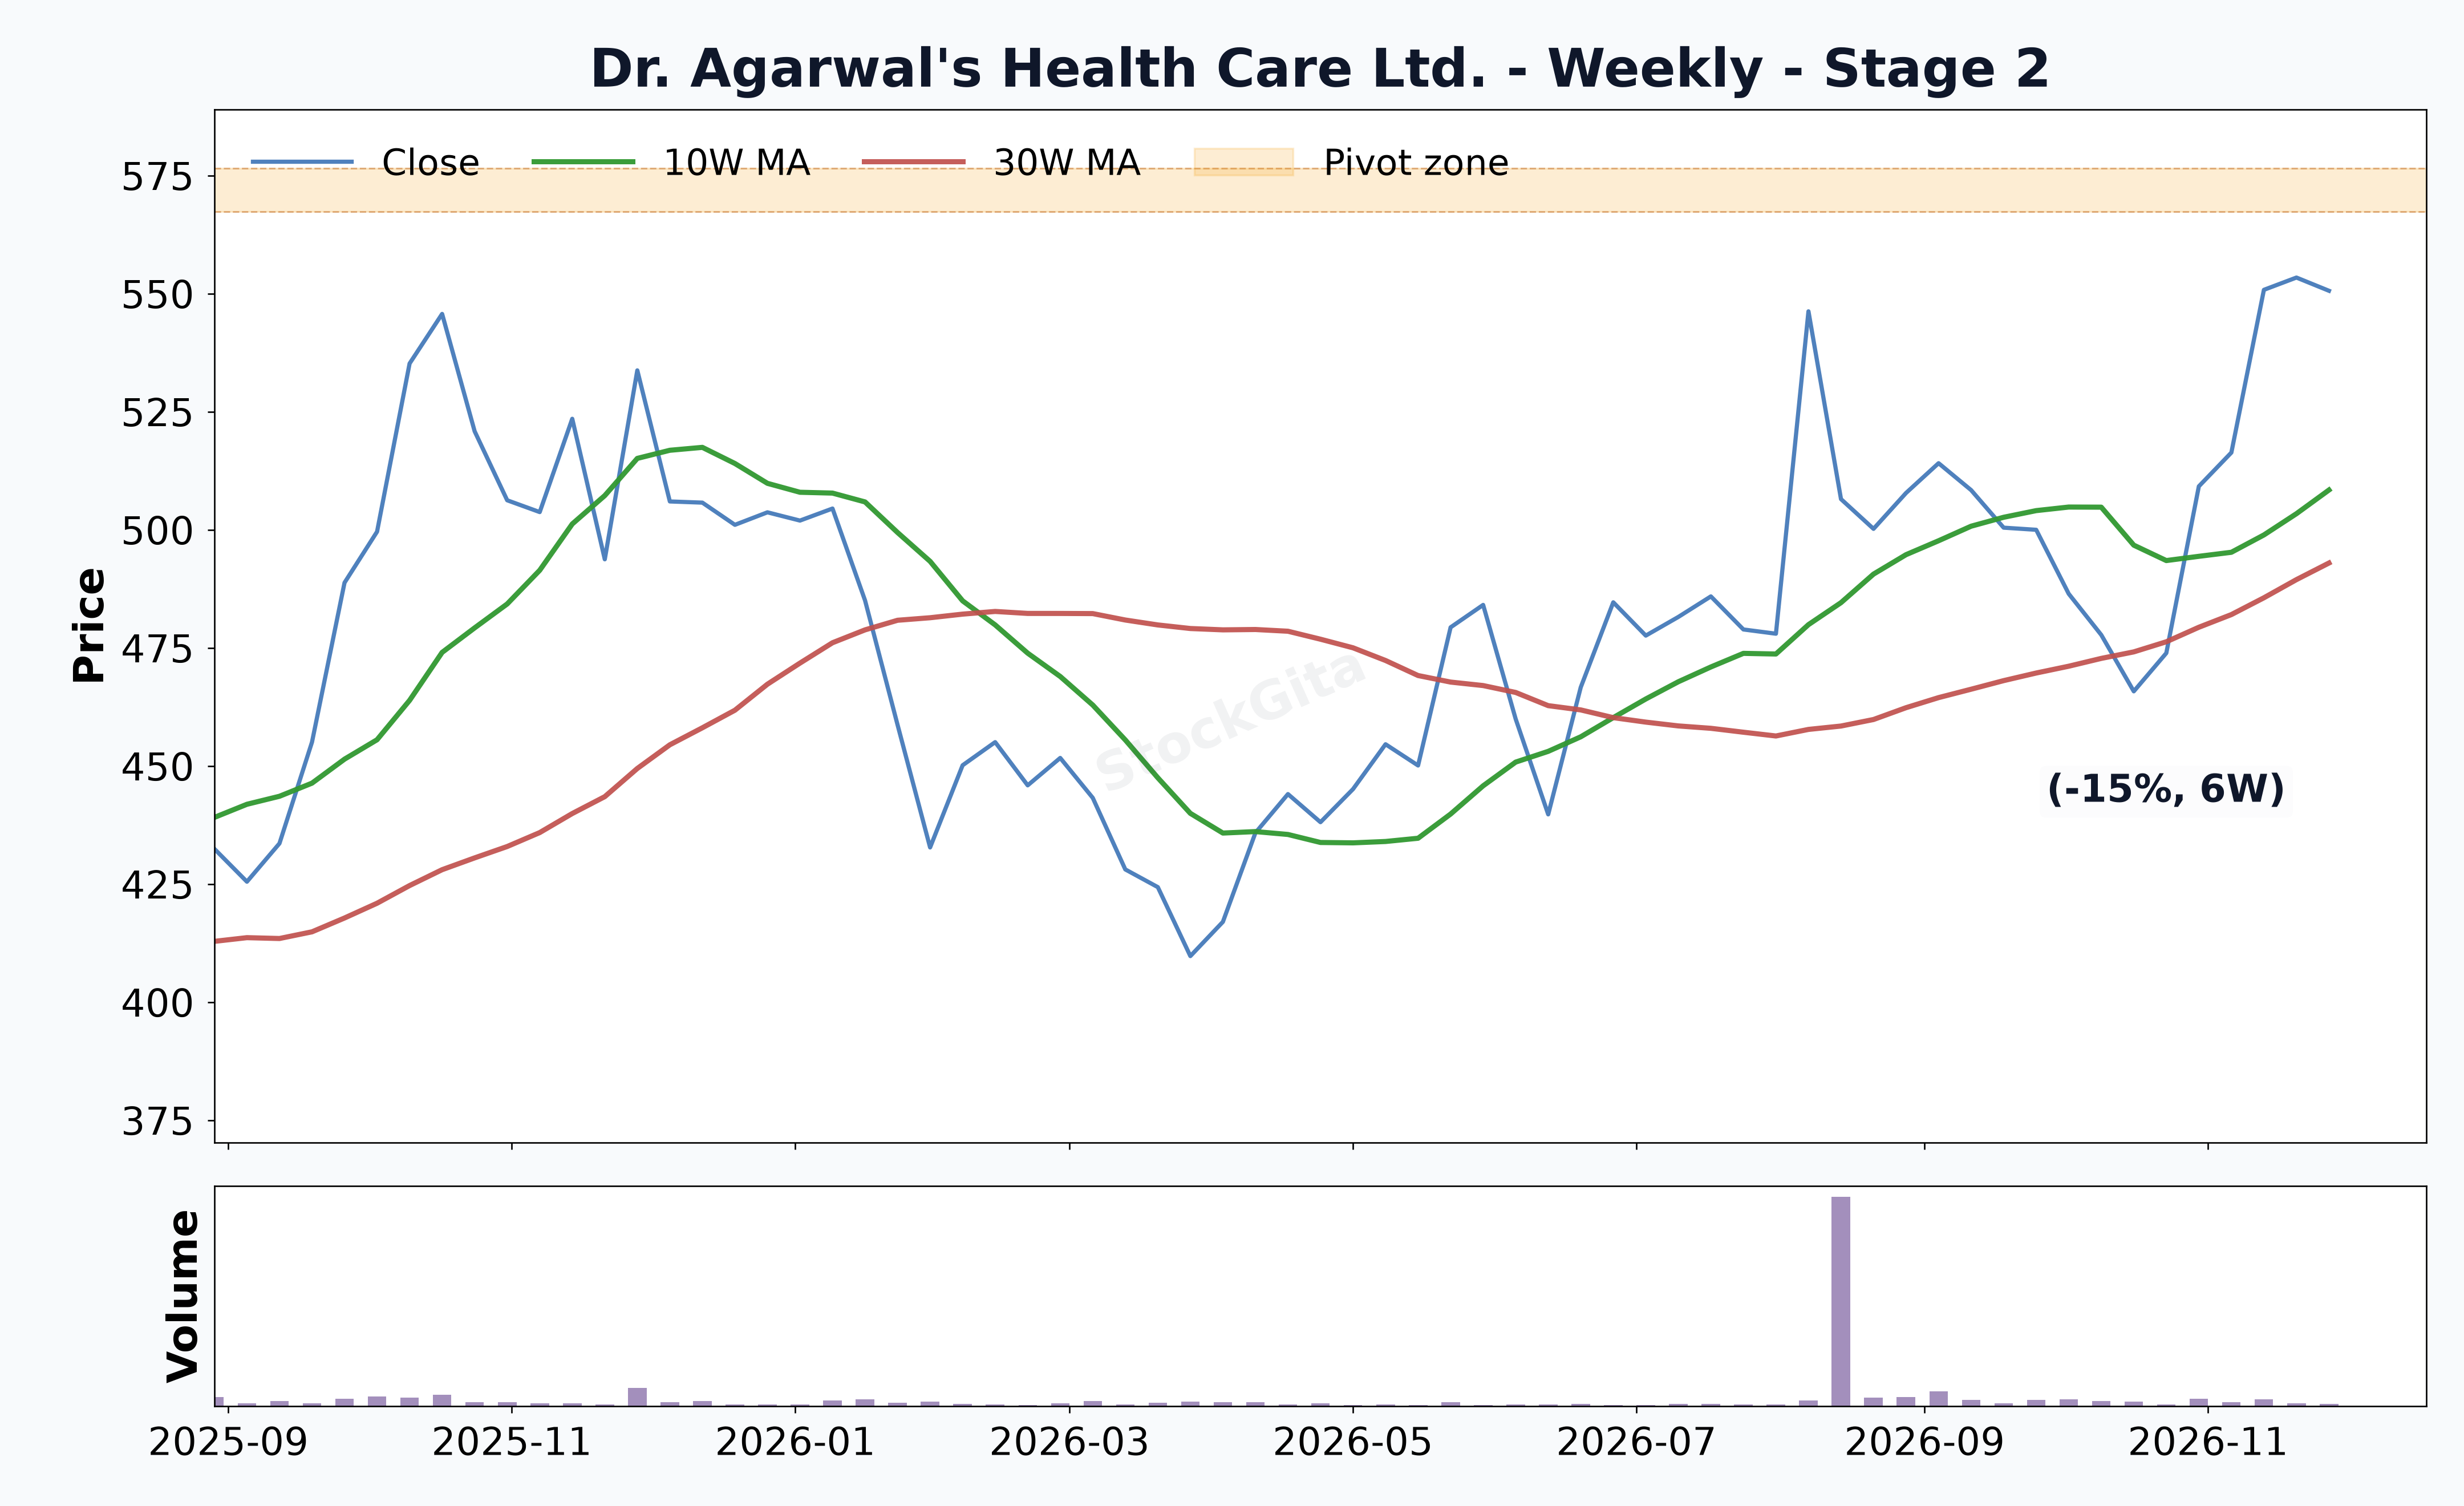 Dr. Agarwal's Health Care Ltd. - Weekly - Stage 2
Close 10W MA 30W MA Pivot zone
575
550
525
500
475
450
425
400
375
Price
StockGita
(-15%, 6W)
Volume
2025-09 2025-11 2026-01 2026-03 2026-05 2026-07 2026-09 2026-11